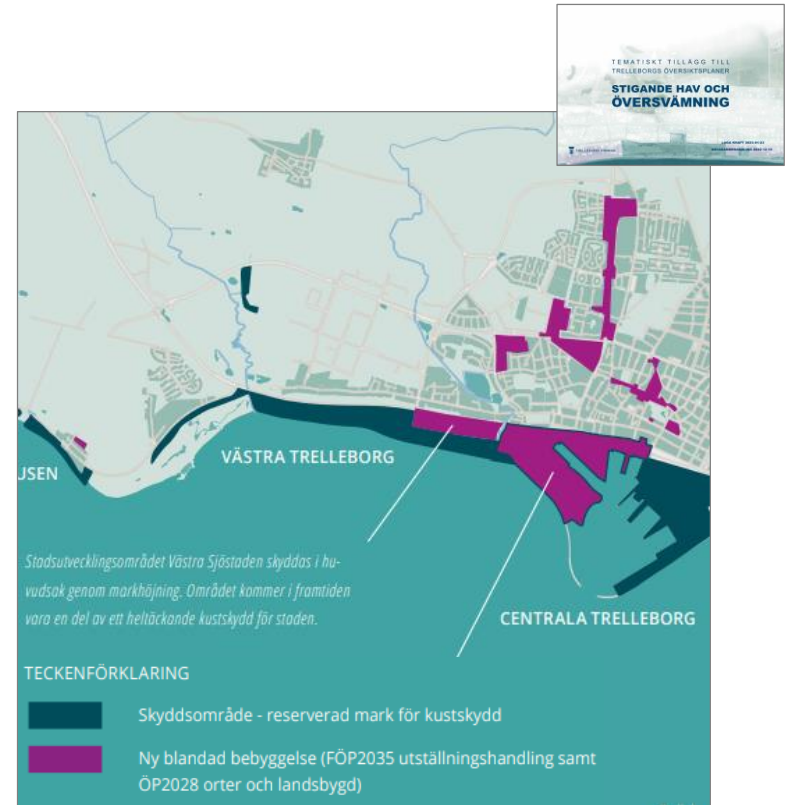 TEMATISKT TILLÄGG TILL
TRELLEBORGS ÖVERSIKTSPLANER
STIGANDE HAV OCH
ÖVERSVÄMNING
USEN
VÄSTRA TRELLEBORG
Stadsutvecklingsområdet Västra Sjöstaden skyddas i hu-
vudsak genom markhöjning. Området kommer i framtiden
vara en del av ett heltäckande kustskydd för staden.
CENTRALA TRELLEBORG
TECKENFÖRKLARING
Skyddsområde - reserverad mark för kustskydd
Ny blandad bebyggelse (FÖP2035 utställningshandling samt
ÖP2028 orter och landsbygd)